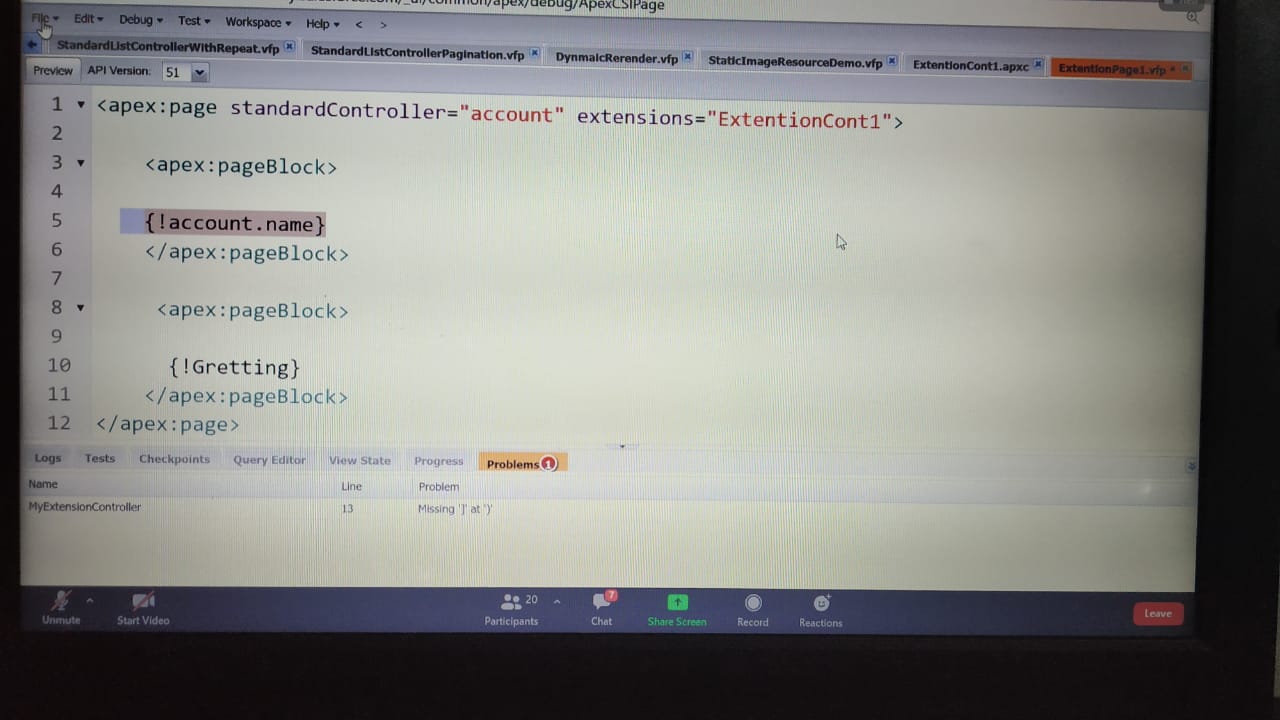 /_ui/common/apex/debug/ApexCSIPage
File Edit Debug Test Workspace Help < >
StandardListControllerWithRepeat.vfp StandardListControllerPagination.vfp DynmaicRerender.vfp StaticImageResourceDemo.vfp ExtentionCont1.apxc ExtentionPage1.vfp *
Preview API Version: 51
1 <apex:page standardController="account" extensions="ExtentionCont1">
2
3 <apex:pageBlock>
4
5 {!account.name}
6 </apex:pageBlock>
7
8 <apex:pageBlock>
9
10 {!Gretting}
11 </apex:pageBlock>
12 </apex:page>
Logs Tests Checkpoints Query Editor View State Progress Problems 1
Name Line Problem
MyExtensionController 13 Missing ']' at ')'
20 7
Unmute Start Video Participants Chat Share Screen Record Reactions Leave